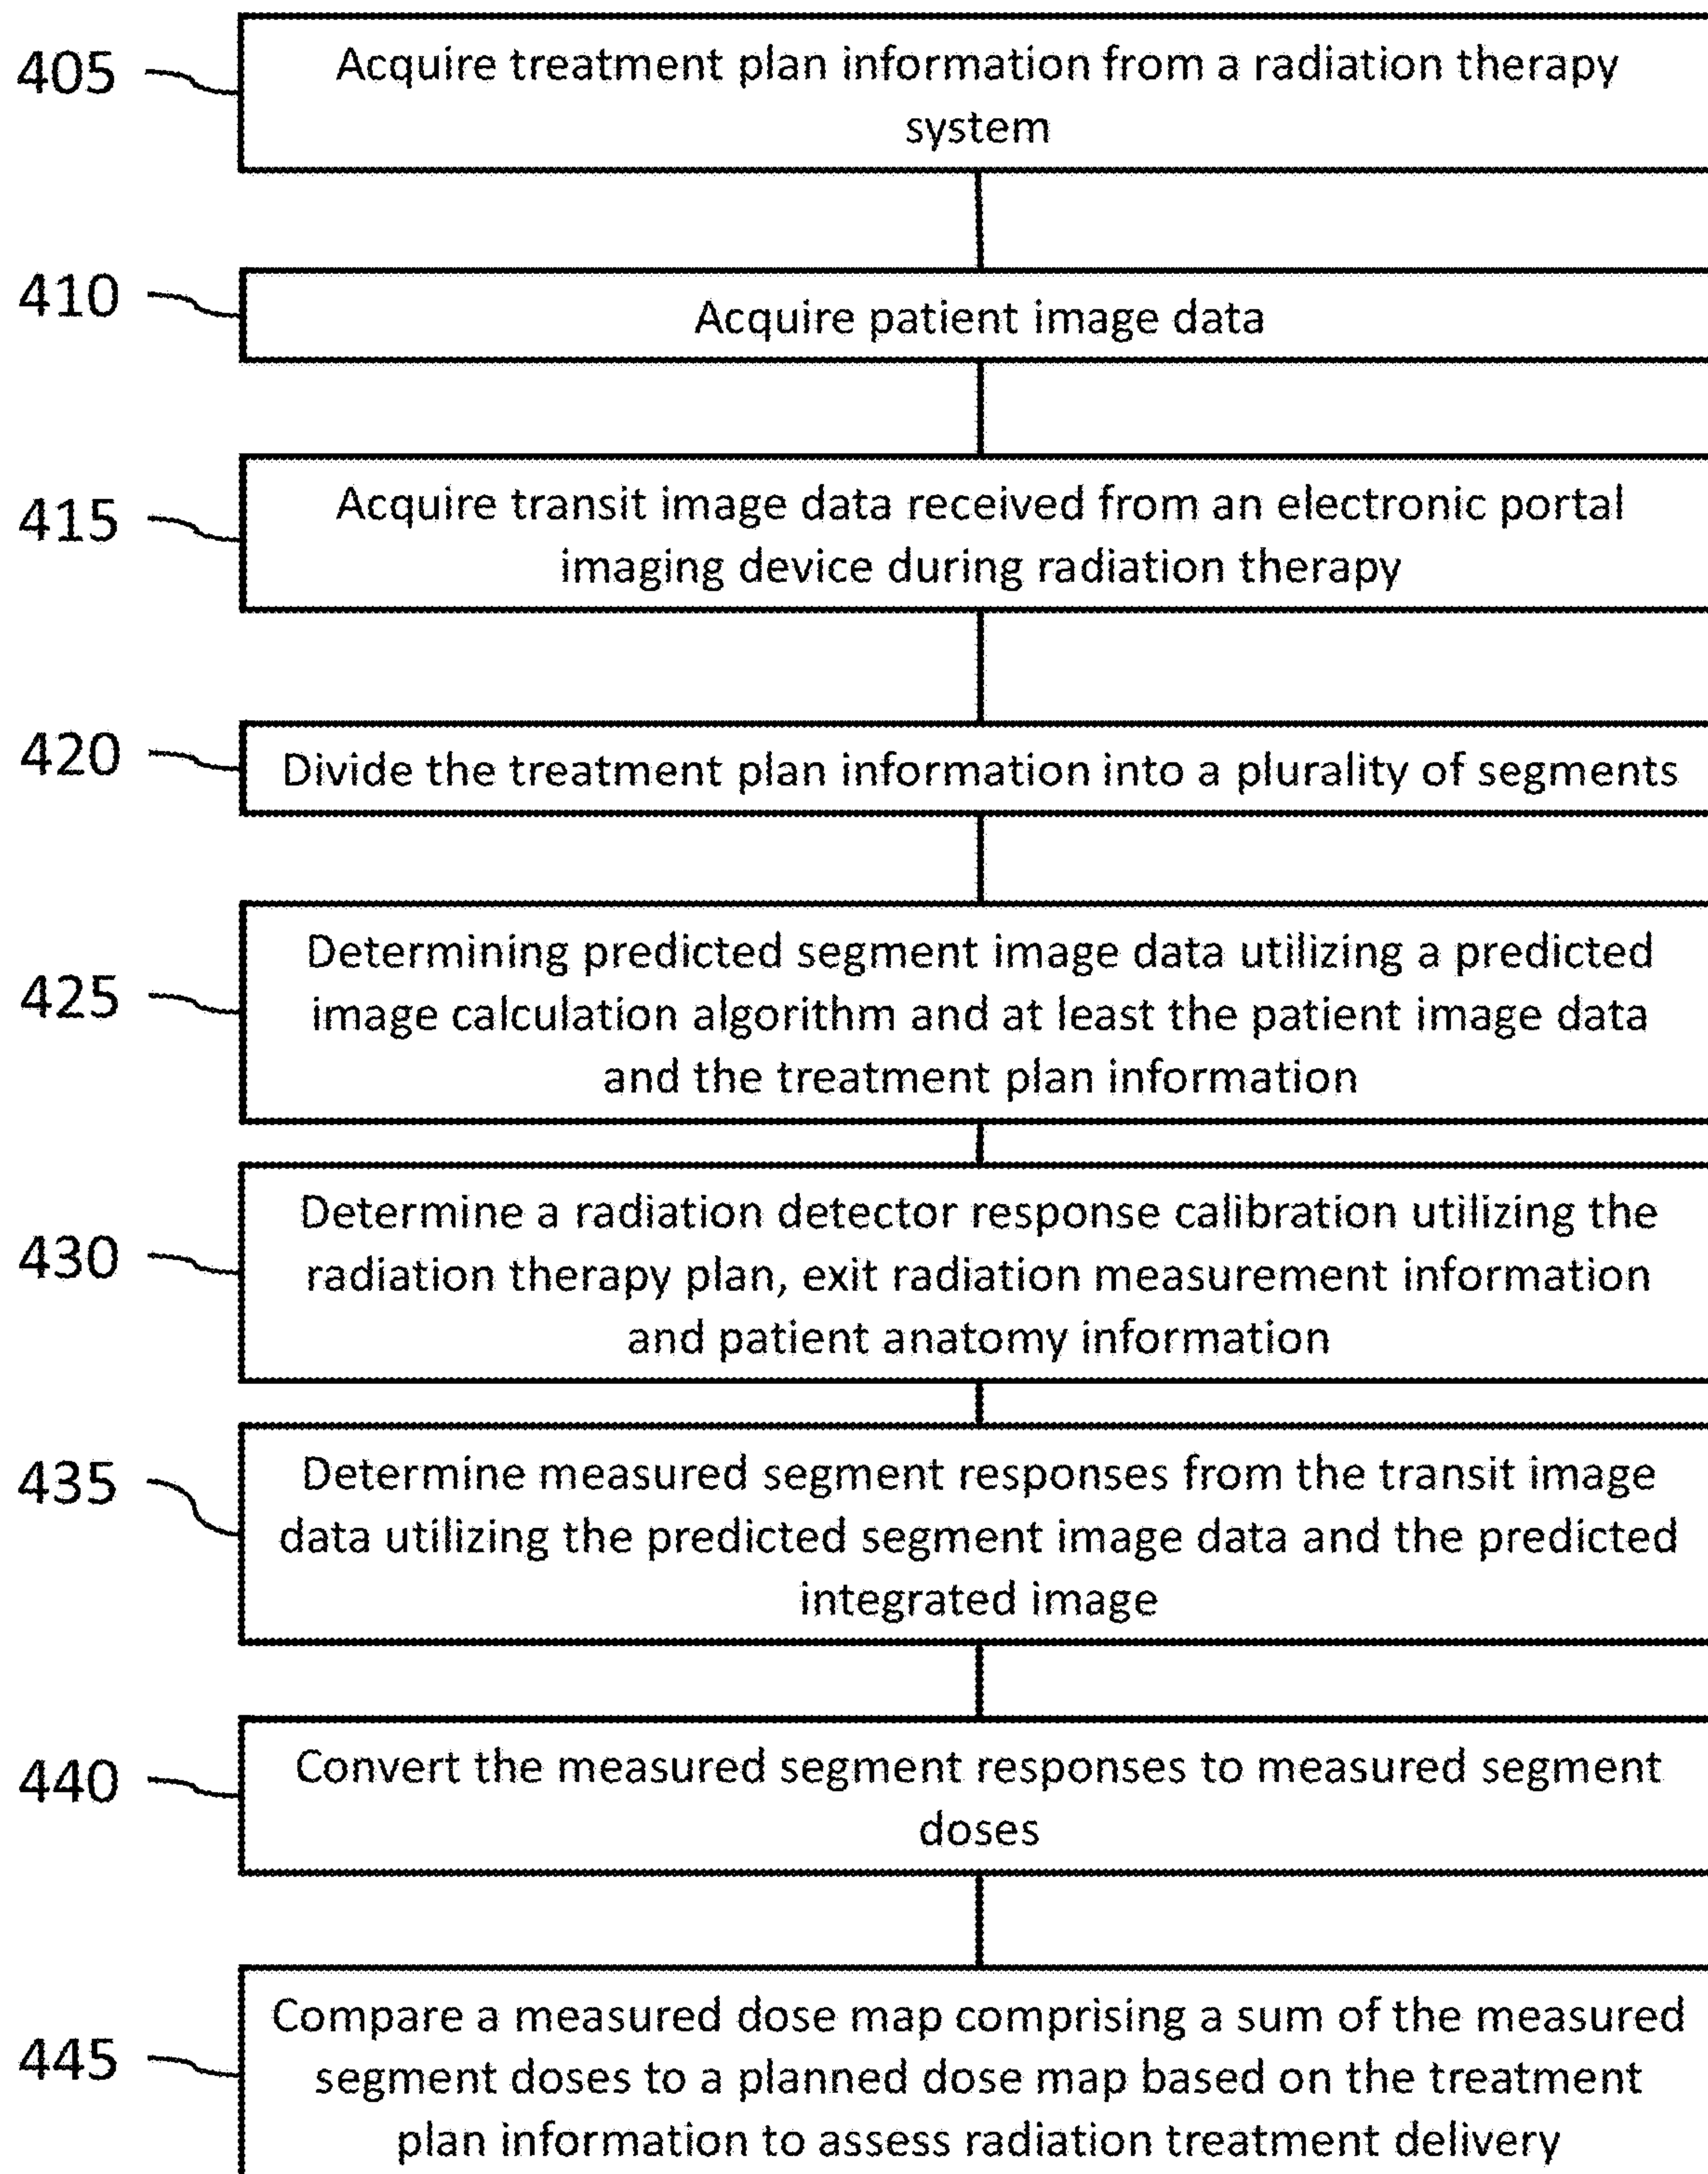 405
Acquire treatment plan information from a radiation therapy
system
410
Acquire patient image data
415
Acquire transit image data received from an electronic portal
imaging device during radiation therapy
420
Divide the treatment plan information into a plurality of segments
425
Determining predicted segment image data utilizing a predicted
image calculation algorithm and at least the patient image data
and the treatment plan information
430
Determine a radiation detector response calibration utilizing the
radiation therapy plan, exit radiation measurement information
and patient anatomy information
435
Determine measured segment responses from the transit image
data utilizing the predicted segment image data and the predicted
integrated image
440
Convert the measured segment responses to measured segment
doses
445
Compare a measured dose map comprising a sum of the measured
segment doses to a planned dose map based on the treatment
plan information to assess radiation treatment delivery